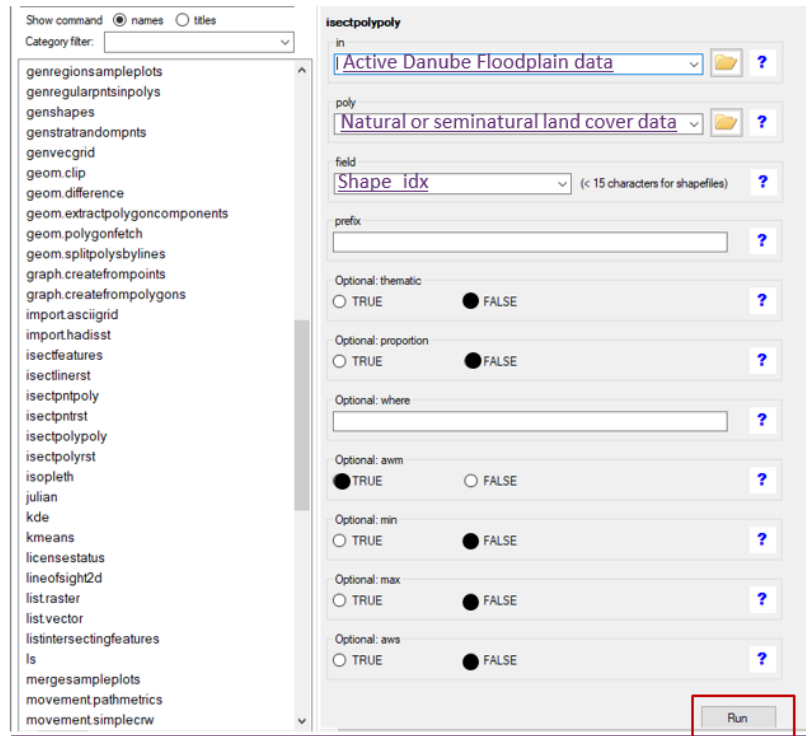 Show command names titles
Category filter:
genregionsampleplots
genregularpntsinpolys
genshapes
genstratrandompnts
genvecgrid
geom.clip
geom.difference
geom.extractpolygoncomponents
geom.polygonfetch
geom.splitpolysbylines
graph.createfrompoints
graph.createfrompolygons
import.asciigrid
import.hadisst
isectfeatures
isectlinerst
isectpntpoly
isectpntrst
isectpolypoly
isectpolyrst
isopleth
julian
kde
kmeans
licensestatus
lineofsight2d
list.raster
list.vector
listintersectingfeatures
ls
mergesampleplots
movement.pathmetrics
movement.simplecrw
isectpolypoly
in
Active Danube Floodplain data ?
poly
Natural or seminatural land cover data ?
field
Shape_idx (< 15 characters for shapefiles) ?
prefix
?
Optional: thematic
TRUE FALSE ?
Optional: proportion
TRUE FALSE ?
Optional: where
?
Optional: awm
TRUE FALSE ?
Optional: min
TRUE FALSE ?
Optional: max
TRUE FALSE ?
Optional: aws
TRUE FALSE ?
Run